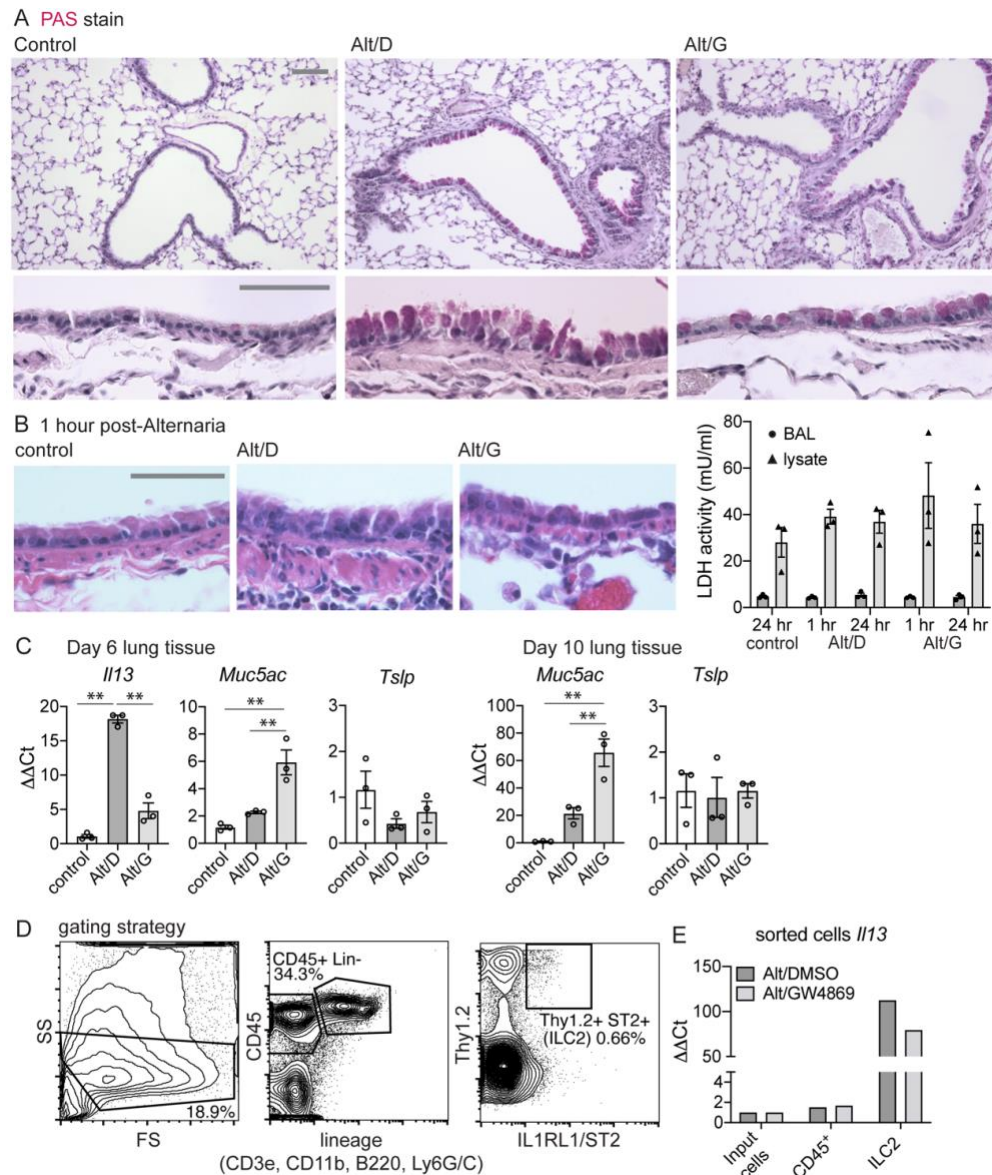 A PAS stain
Control
Alt/D
Alt/G
B 1 hour post-Alternaria
control
Alt/D
Alt/G
LDH activity (mU/ml)
80
60
40
20
0
BAL
lysate
24 hr
1 hr
24 hr
1 hr
24 hr
control
Alt/D
Alt/G
C Day 6 lung tissue
Day 10 lung tissue
Il13
Muc5ac
Tslp
Muc5ac
Tslp
ΔΔCt
20
15
10
5
0
**
**
control
Alt/D
Alt/G
10
8
6
4
2
0
**
**
control
Alt/D
Alt/G
3
2
1
0
control
Alt/D
Alt/G
100
80
60
40
20
0
**
**
control
Alt/D
Alt/G
3
2
1
0
control
Alt/D
Alt/G
D gating strategy
SS
18.9%
FS
CD45+ Lin-
34.3%
CD45
lineage
(CD3e, CD11b, B220, Ly6G/C)
Thy1.2
Thy1.2+ ST2+
(ILC2) 0.66%
IL1RL1/ST2
E sorted cells Il13
Alt/DMSO
Alt/GW4869
ΔΔCt
150
100
50
4
2
0
Input
cells
CD45+
ILC2